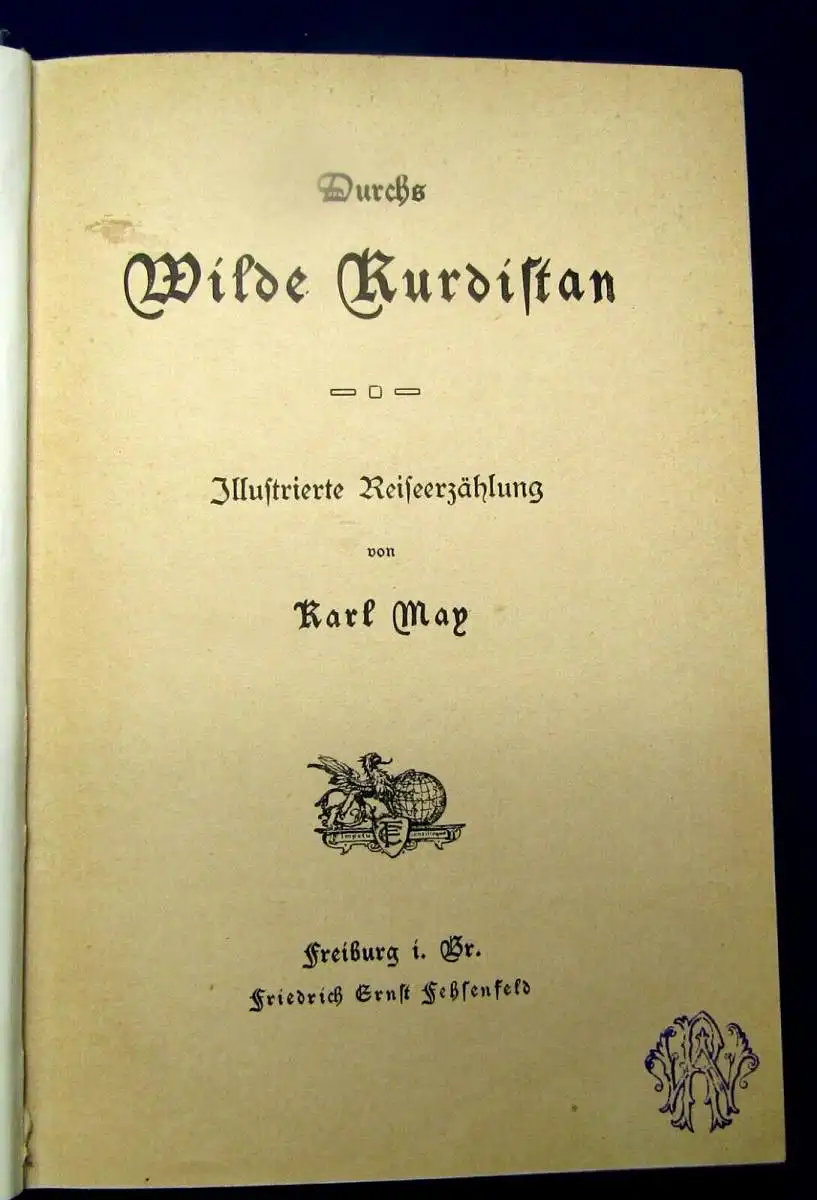 Durchs
Wilde Kurdistan
Illustrierte Reiseerzählung
von
Karl May
Freiburg i. Br.
Friedrich Ernst Fehsenfeld